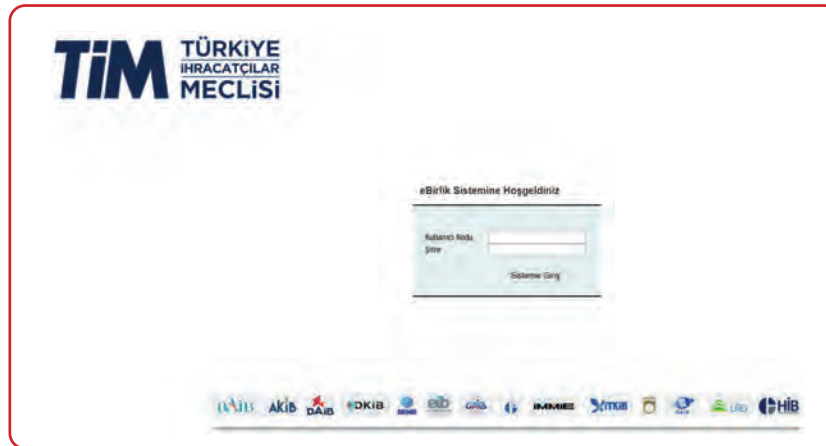 TİM TÜRKİYE
İHRACATÇILAR
MECLİSİ
eBirlik Sistemine Hoşgeldiniz
Kullanıcı Kodu
Şifre
Sisteme Giriş
AKİB DAİB DKİB eib İMMİB UİB HİB